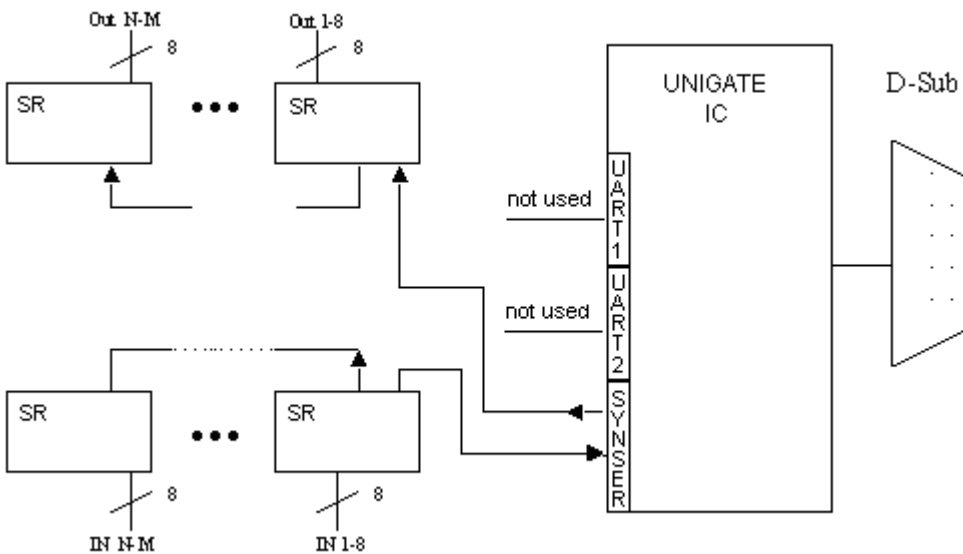 Out N-M
Out 1-8
8
8
SR
SR
UNIGATE
IC
D-Sub
UART1
not used
UART2
not used
SYNSER
SR
SR
8
8
IN N-M
IN 1-8